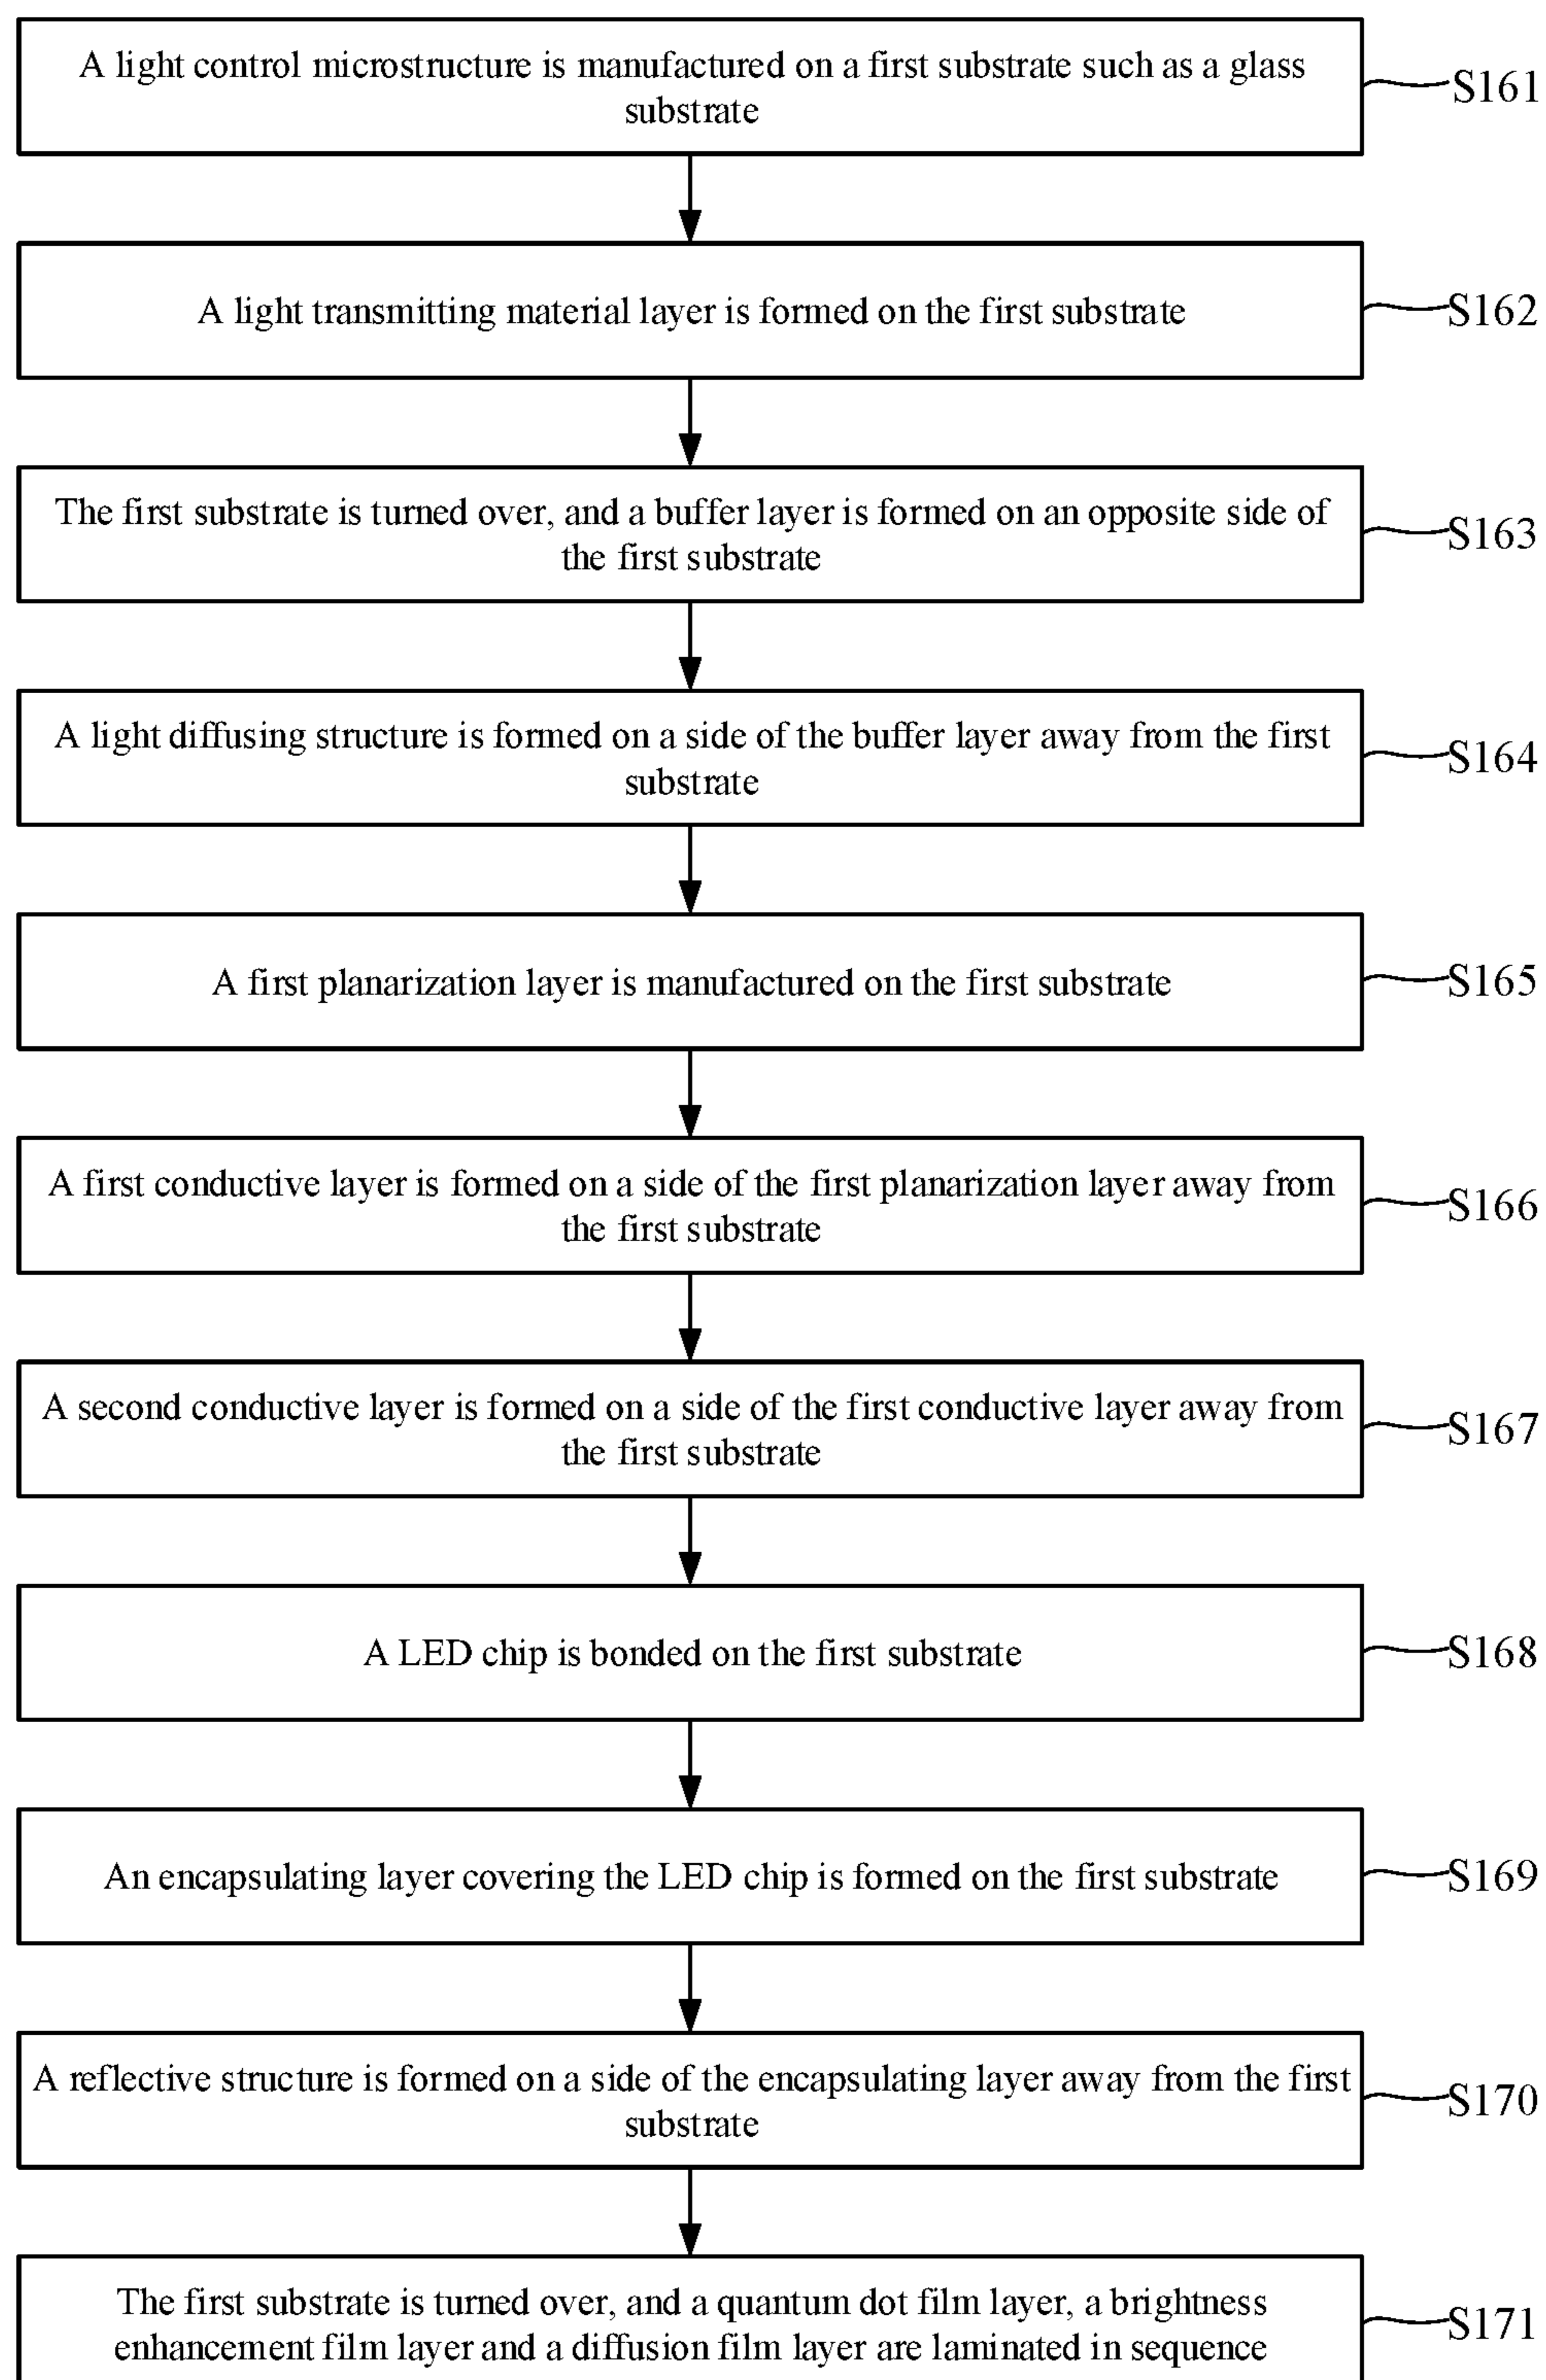 A light control microstructure is manufactured on a first substrate such as a glass
substrate
S161
A light transmitting material layer is formed on the first substrate
S162
The first substrate is turned over, and a buffer layer is formed on an opposite side of
the first substrate
S163
A light diffusing structure is formed on a side of the buffer layer away from the first
substrate
S164
A first planarization layer is manufactured on the first substrate
S165
A first conductive layer is formed on a side of the first planarization layer away from
the first substrate
S166
A second conductive layer is formed on a side of the first conductive layer away from
the first substrate
S167
A LED chip is bonded on the first substrate
S168
An encapsulating layer covering the LED chip is formed on the first substrate
S169
A reflective structure is formed on a side of the encapsulating layer away from the first
substrate
S170
The first substrate is turned over, and a quantum dot film layer, a brightness
enhancement film layer and a diffusion film layer are laminated in sequence
S171